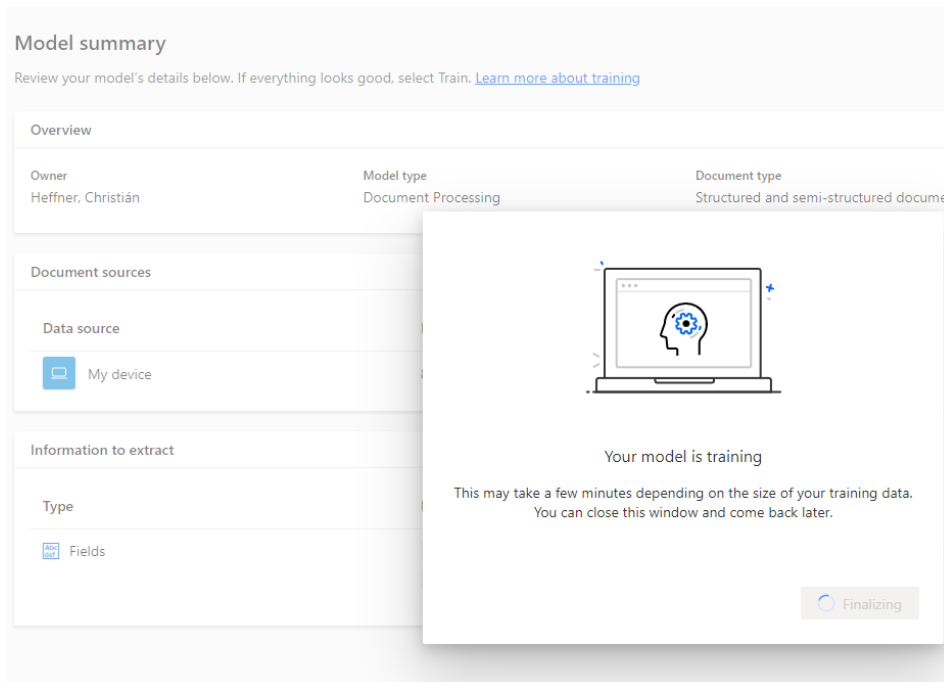 Model summary
Review your model's details below. If everything looks good, select Train. Learn more about training
Overview
Owner
Heffner, Christián
Model type
Document Processing
Document type
Structured and semi-structured docume
Document sources
Data source
My device
Information to extract
Type
Abc
def
Fields
Your model is training
This may take a few minutes depending on the size of your training data.
You can close this window and come back later.
Finalizing